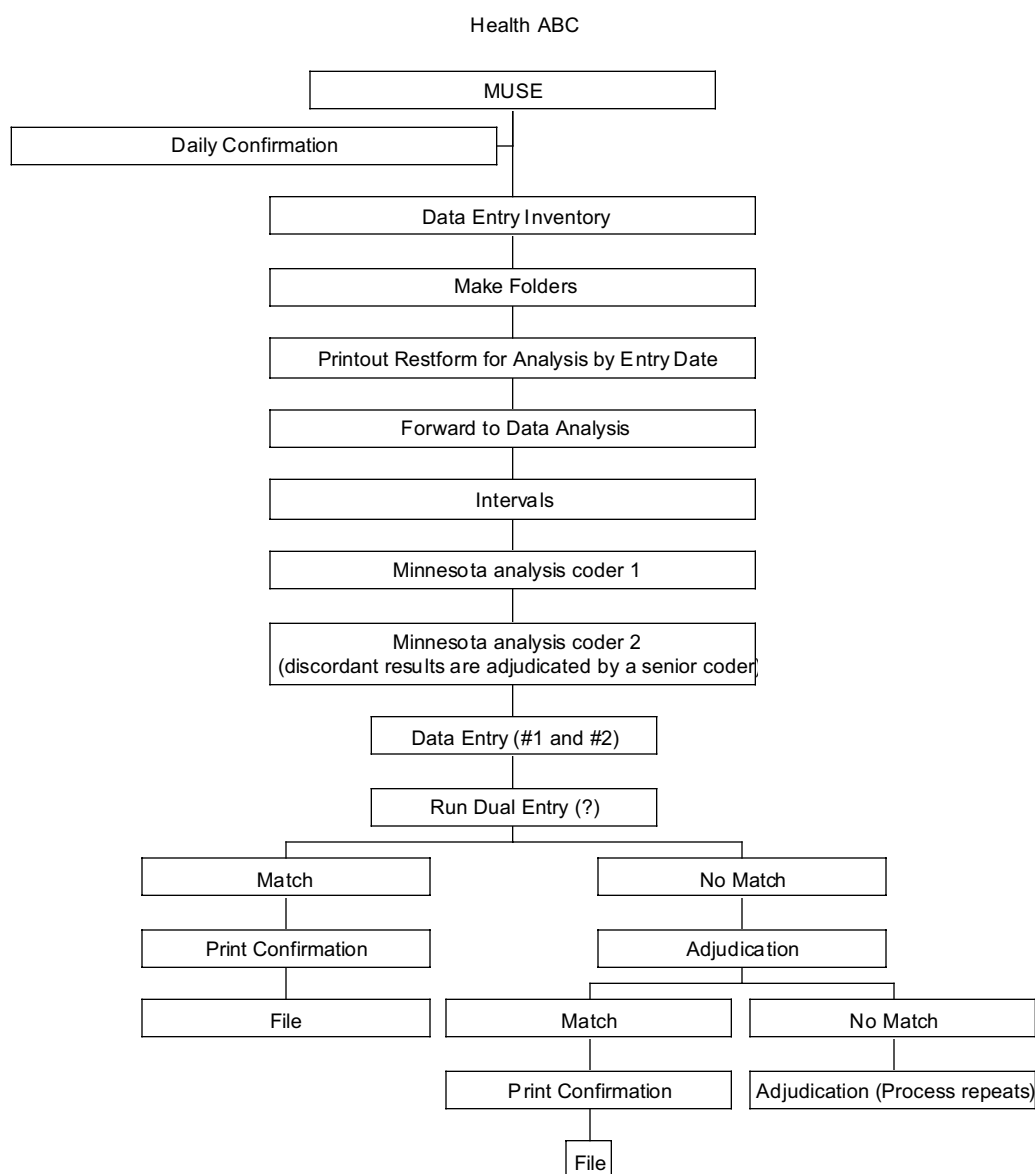 Health ABC
MUSE
Daily Confirmation
Data Entry Inventory
Make Folders
Printout Restform for Analysis by Entry Date
Forward to Data Analysis
Intervals
Minnesota analysis coder 1
Minnesota analysis coder 2
(discordant results are adjudicated by a senior coder)
Data Entry (#1 and #2)
Run Dual Entry (?)
Match
No Match
Print Confirmation
Adjudication
File
Match
No Match
Print Confirmation
Adjudication (Process repeats)
File